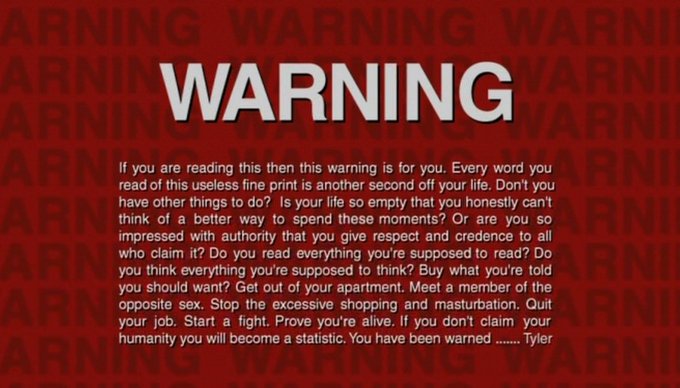 WARNING
If you are reading this then this warning is for you. Every word you
read of this useless fine print is another second off your life. Don't you
have other things to do? Is your life so empty that you honestly can't
think of a better way to spend these moments? Or are you so
impressed with authority that you give respect and credence to all
who claim it? Do you read everything you're supposed to read? Do
you think everything you're supposed to think? Buy what you're told
you should want? Get out of your apartment. Meet a member of the
opposite sex. Stop the excessive shopping and masturbation. Quit
your job. Start a fight. Prove you're alive. If you don't claim your
humanity you will become a statistic. You have been warned ....... Tyler